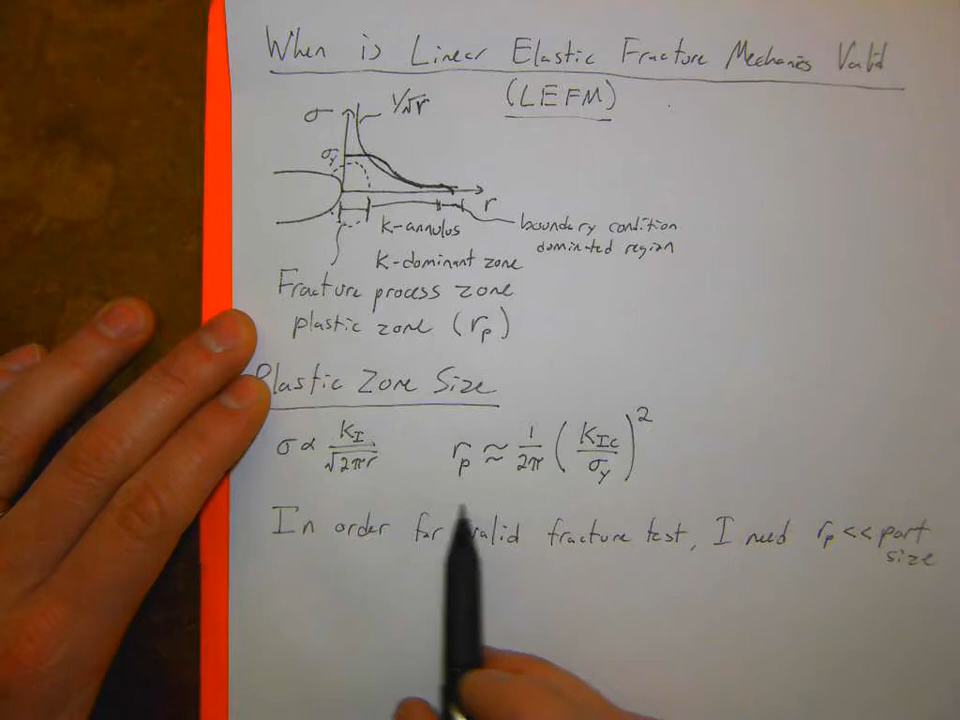 When is Linear Elastic Fracture Mechanics Valid
(LEFM)
σ
1/√r
σy
r
K-annulus
K-dominant zone
boundary condition
dominated region
Fracture process zone
plastic zone (rp)
Plastic Zone Size
σ ∝ KI/√2πr   rp ≈ 1/2π (KIc/σy)²
In order for valid fracture test, I need rp << part
size